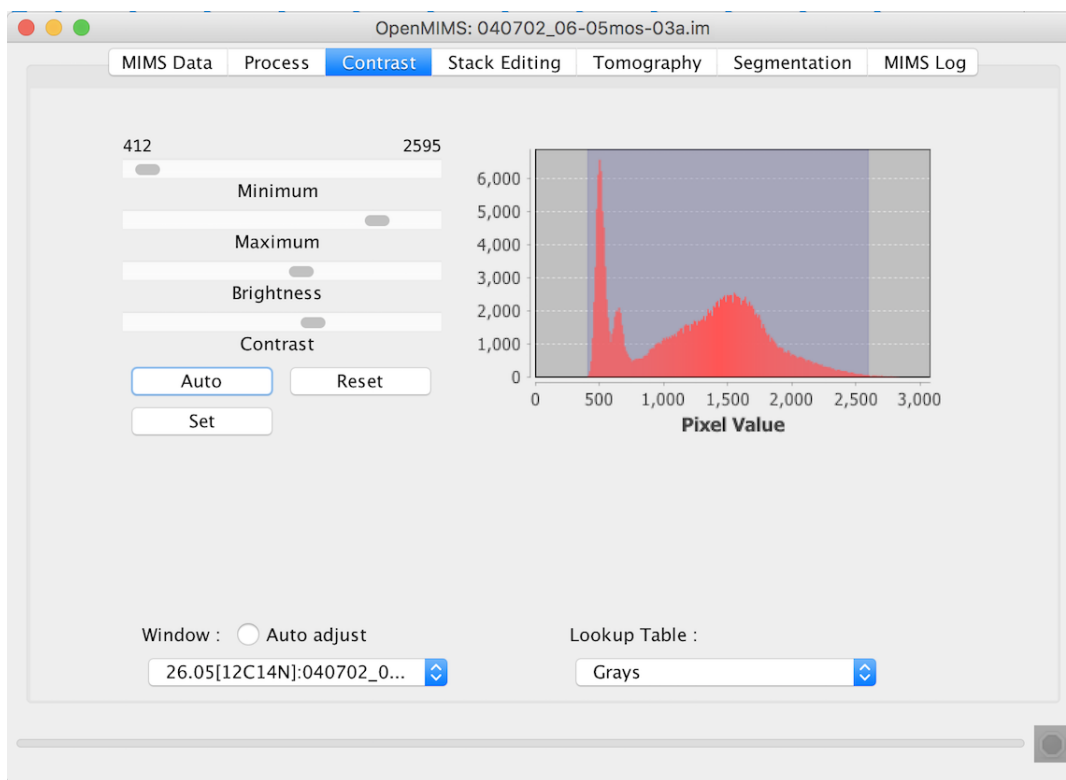 OpenMIMS: 040702_06-05mos-03a.im
MIMS Data Process Contrast Stack Editing Tomography Segmentation MIMS Log
412 2595
Minimum
Maximum
Brightness
Contrast
Auto Reset
Set
6,000
5,000
4,000
3,000
2,000
1,000
0
0 500 1,000 1,500 2,000 2,500 3,000
Pixel Value
Window : Auto adjust
26.05[12C14N]:040702_0...
Lookup Table :
Grays